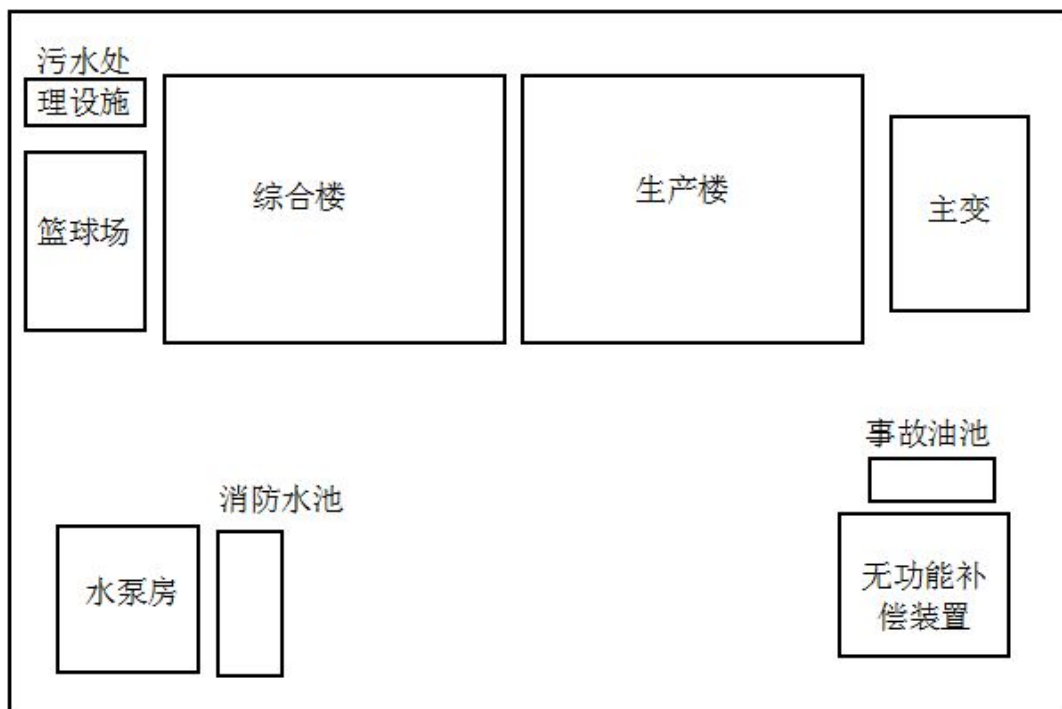 污水处
理设施
综合楼
生产楼
主变
篮球场
事故油池
消防水池
水泵房
无功能补
偿装置